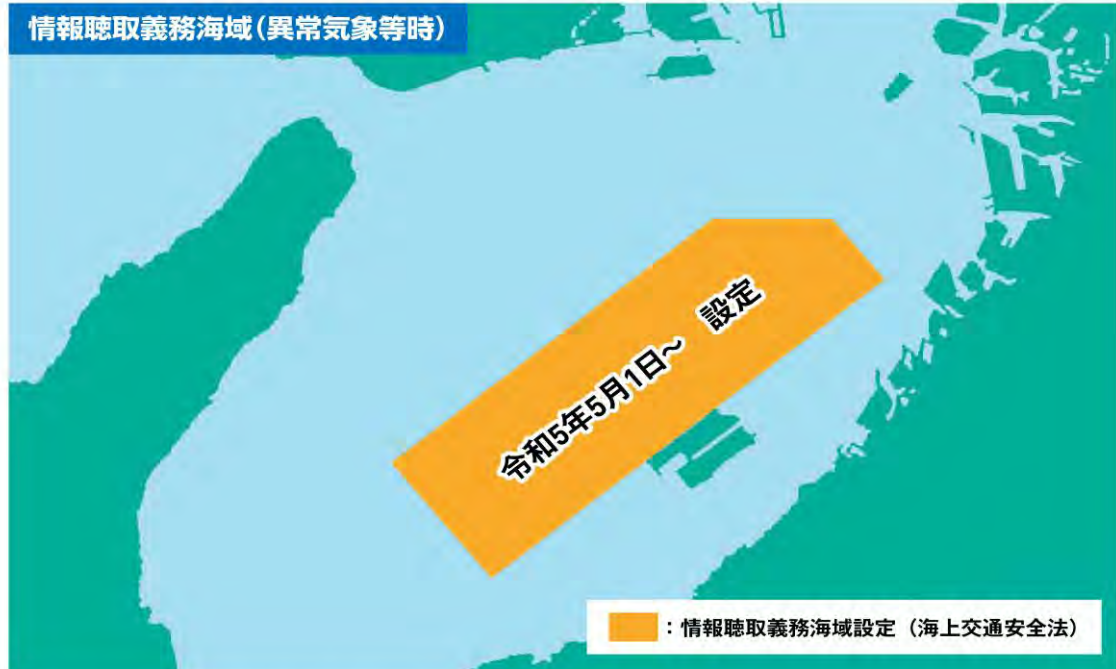 情報聴取義務海域（異常気象等時）
令和5年5月1日～　設定
：情報聴取義務海域設定（海上交通安全法）